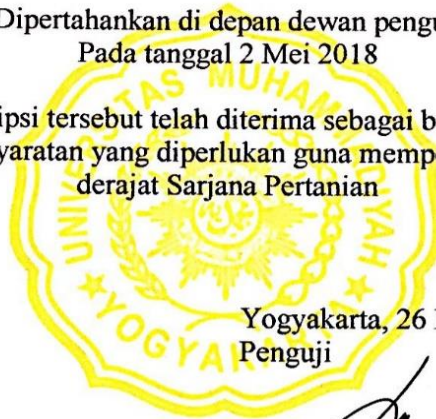 Dipertahankan di depan dewan pengu
Pada tanggal 2 Mei 2018
ipsi tersebut telah diterima sebagai b
yaratan yang diperlukan guna memp
derajat Sarjana Pertanian
UNIVERSITAS MUHAMMADIYAH
YOGYAKARTA
Yogyakarta, 26
Penguji